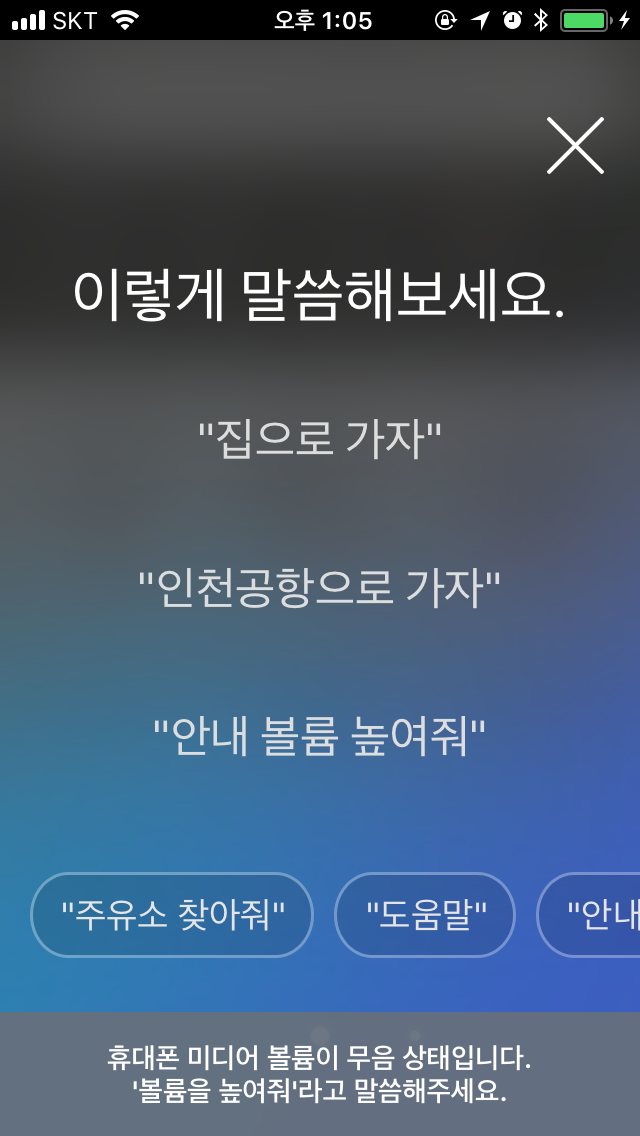 SKT 오후 1:05
이렇게 말씀해보세요.
"집으로 가자"
"인천공항으로 가자"
"안내 볼륨 높여줘"
"주유소 찾아줘" "도움말" "안내
휴대폰 미디어 볼륨이 무음 상태입니다.
'볼륨을 높여줘'라고 말씀해주세요.